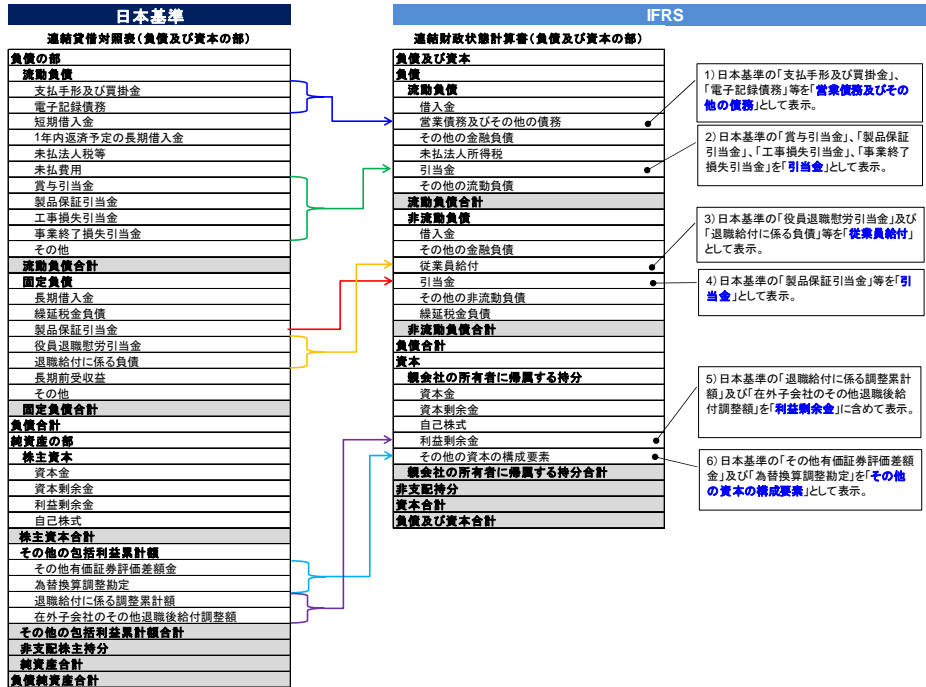 日本基準
連結貸借対照表(負債及び資本の部)
負債の部
流動負債
支払手形及び買掛金
電子記録債務
短期借入金
1年内返済予定の長期借入金
未払法人税等
未払費用
賞与引当金
製品保証引当金
工事損失引当金
事業終了損失引当金
その他
流動負債合計
固定負債
長期借入金
繰延税金負債
製品保証引当金
役員退職慰労引当金
退職給付に係る負債
長期前受収益
その他
固定負債合計
負債合計
純資産の部
株主資本
資本金
資本剰余金
利益剰余金
自己株式
株主資本合計
その他の包括利益累計額
その他有価証券評価差額金
為替換算調整勘定
退職給付に係る調整累計額
在外子会社のその他退職後給付調整額
その他の包括利益累計額合計
非支配株主持分
純資産合計
負債純資産合計
IFRS
連結財政状態計算書(負債及び資本の部)
負債及び資本
負債
流動負債
借入金
営業債務及びその他の債務
その他の金融負債
未払法人所得税
引当金
その他の流動負債
流動負債合計
非流動負債
借入金
その他の金融負債
従業員給付
引当金
その他の非流動負債
繰延税金負債
非流動負債合計
負債合計
資本
親会社の所有者に帰属する持分
資本金
資本剰余金
自己株式
利益剰余金
その他の資本の構成要素
親会社の所有者に帰属する持分合計
非支配持分
資本合計
負債及び資本合計
1)日本基準の「支払手形及び買掛金」、
「電子記録債務」等を「営業債務及びその
他の債務」として表示。
2)日本基準の「賞与引当金」、「製品保証
引当金」、「工事損失引当金」、「事業終了
損失引当金」を「引当金」として表示。
3)日本基準の「役員退職慰労引当金」及び
「退職給付に係る負債」等を「従業員給付」
として表示。
4)日本基準の「製品保証引当金」等を「引
当金」として表示。
5)日本基準の「退職給付に係る調整累計
額」及び「在外子会社のその他退職後給
付調整額」を「利益剰余金」に含めて表示。
6)日本基準の「その他有価証券評価差額
金」及び「為替換算調整勘定」を「その他
の資本の構成要素」として表示。